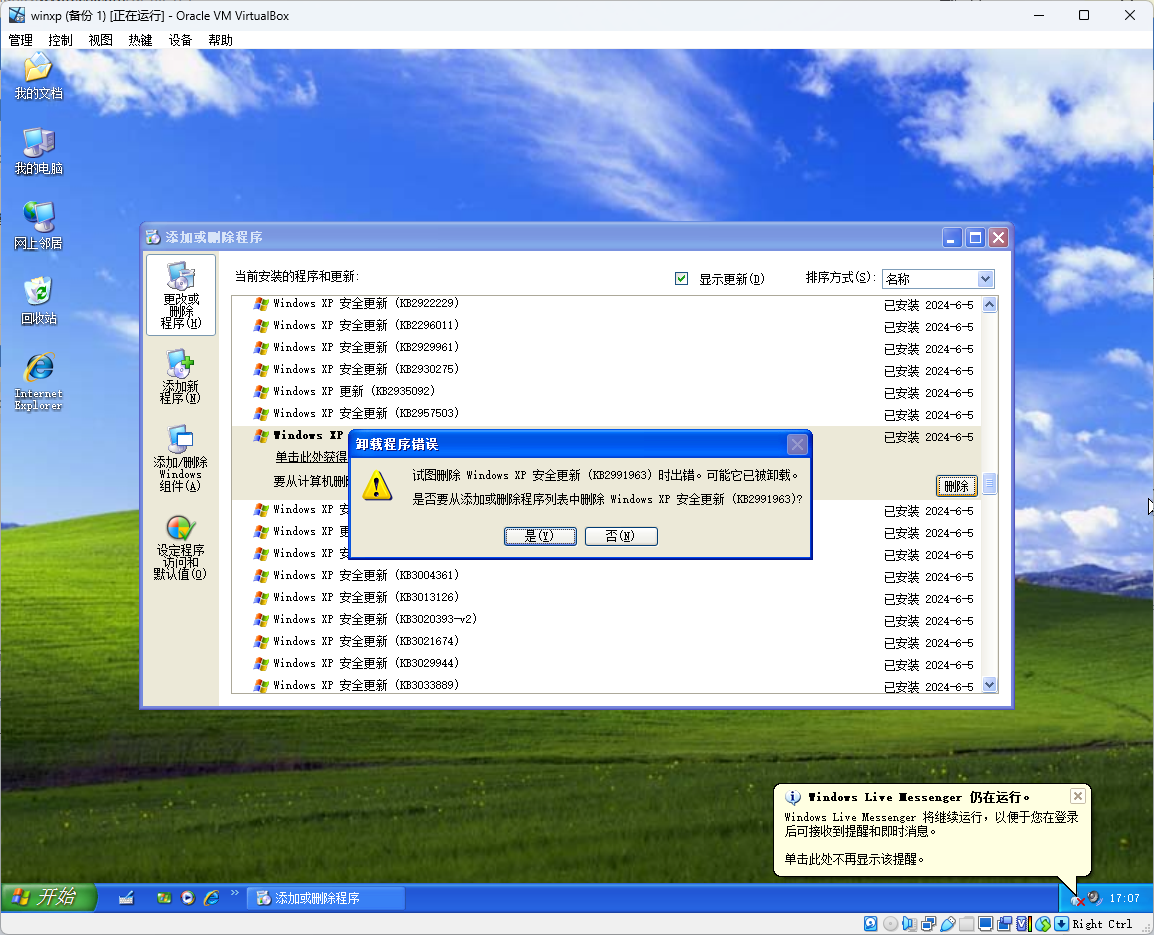 winxp (备份 1) [正在运行] - Oracle VM VirtualBox
管理 控制 视图 热键 设备 帮助
我的文档
我的电脑
网上邻居
回收站
Internet
Explorer
添加或删除程序
更改或
删除
程序(H)
添加新
程序(N)
添加/删除
Windows
组件(A)
设定程序
访问和
默认值(O)
当前安装的程序和更新:
显示更新(D)
排序方式(S):
名称
Windows XP 安全更新 (KB2922229) 已安装 2024-6-5
Windows XP 安全更新 (KB2296011) 已安装 2024-6-5
Windows XP 安全更新 (KB2929961) 已安装 2024-6-5
Windows XP 安全更新 (KB2930275) 已安装 2024-6-5
Windows XP 更新 (KB2935092) 已安装 2024-6-5
Windows XP 安全更新 (KB2957503) 已安装 2024-6-5
Windows XP 已安装 2024-6-5
单击此处获得
要从计算机删 删除
Windows XP 已安装 2024-6-5
Windows XP 更 已安装 2024-6-5
Windows XP 已安装 2024-6-5
Windows XP 安全更新 (KB3004361) 已安装 2024-6-5
Windows XP 安全更新 (KB3013126) 已安装 2024-6-5
Windows XP 安全更新 (KB3020393-v2) 已安装 2024-6-5
Windows XP 安全更新 (KB3021674) 已安装 2024-6-5
Windows XP 安全更新 (KB3029944) 已安装 2024-6-5
Windows XP 安全更新 (KB3033889) 已安装 2024-6-5
卸载程序错误
试图删除 Windows XP 安全更新 (KB2991963) 时出错。可能它已被卸载。
是否要从添加或删除程序列表中删除 Windows XP 安全更新 (KB2991963)?
是(Y) 否(N)
Windows Live Messenger 仍在运行。
Windows Live Messenger 将继续运行，以便于您在登录
后可接收到提醒和即时消息。
单击此处不再显示该提醒。
开始
添加或删除程序
17:07
Right Ctrl